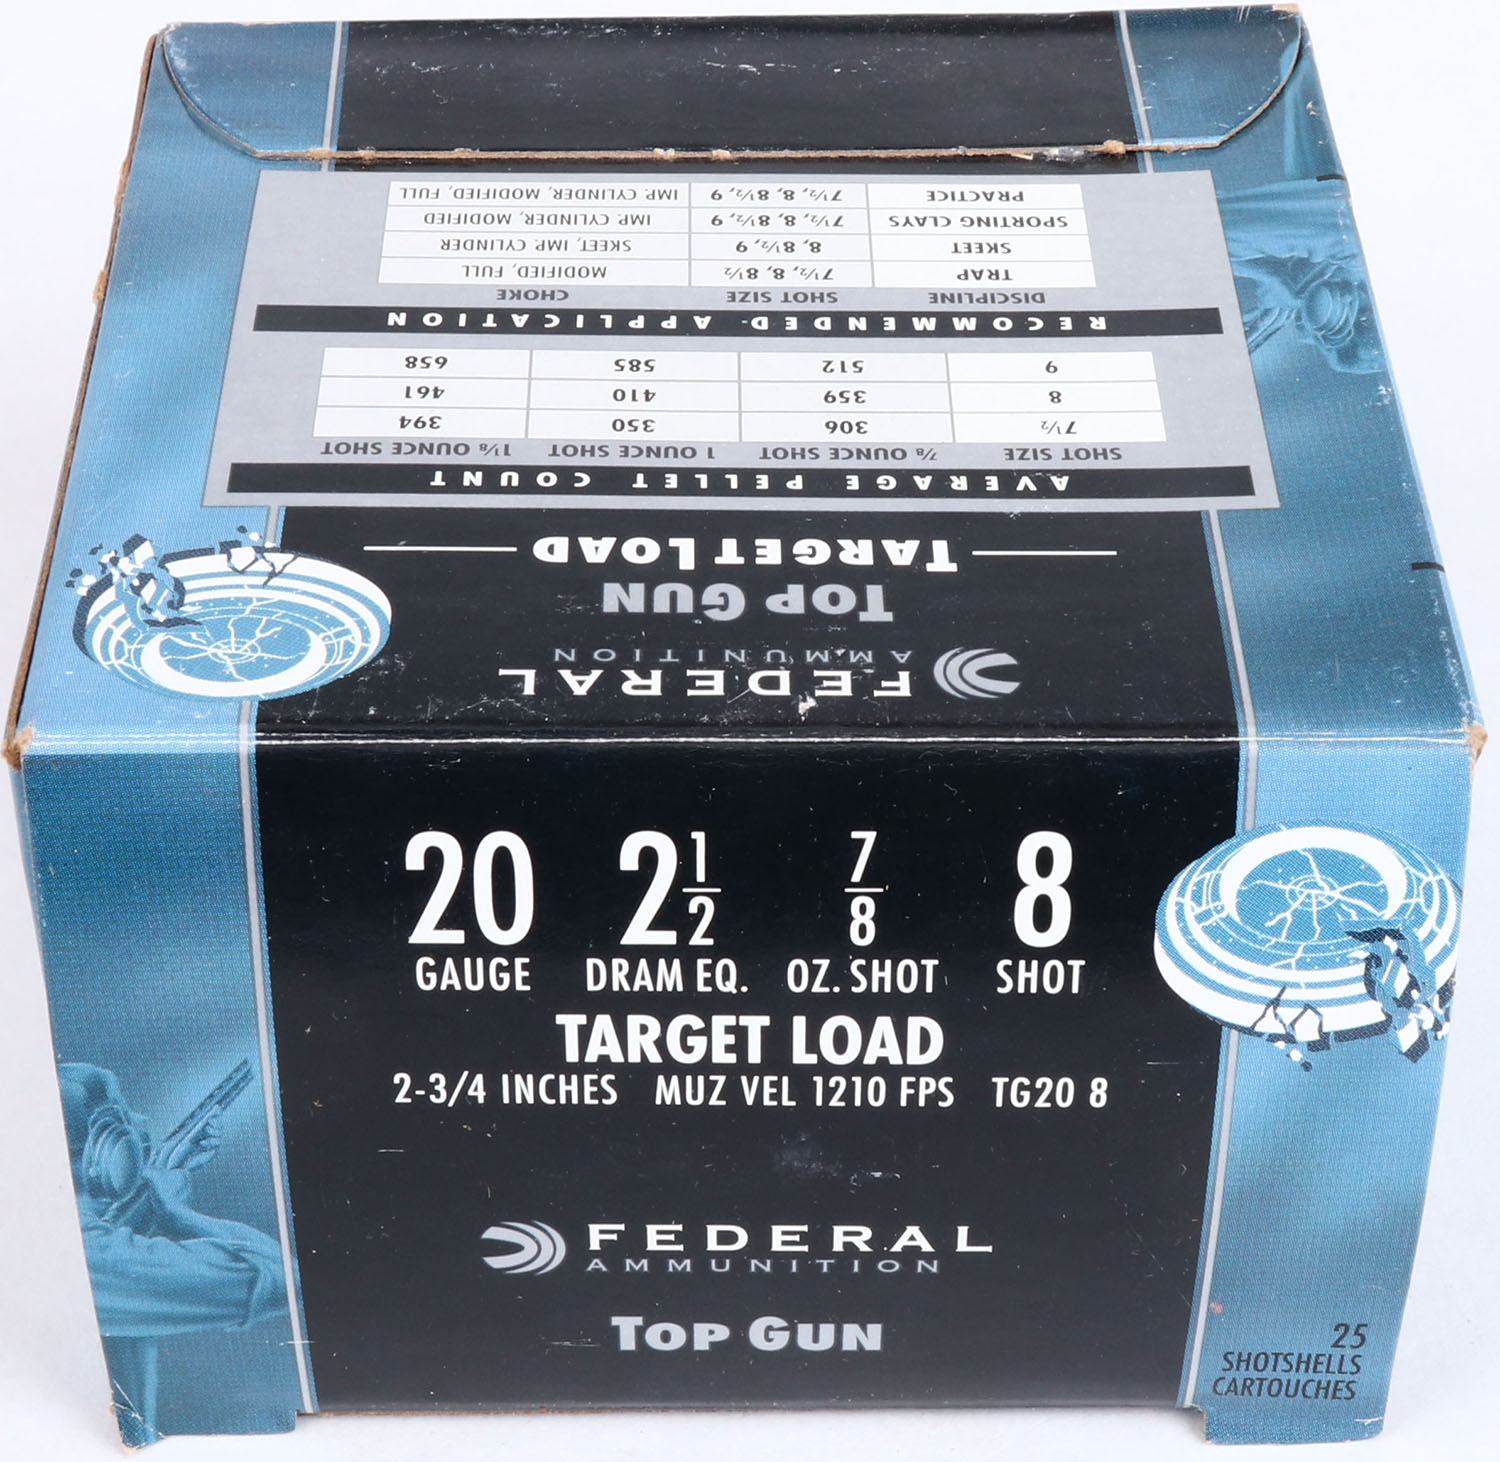 FEDERAL
AMMUNITION
TOP GUN
TARGET LOAD
AVERAGE PELLET COUNT
SHOT SIZE 7/8 OUNCE SHOT 1 OUNCE SHOT 1 1/8 OUNCE SHOT
7 1/2 306 350 394
8 359 410 461
9 512 585 658
RECOMMENDED APPLICATION
DISCIPLINE SHOT SIZE CHOKE
TRAP 7 1/2, 8, 8 1/2 MODIFIED, FULL
SKEET 8, 8 1/2, 9 SKEET, IMP. CYLINDER
SPORTING CLAYS 7 1/2, 8, 8 1/2, 9 IMP. CYLINDER, MODIFIED
PRACTICE 7 1/2, 8, 8 1/2, 9 IMP. CYLINDER, MODIFIED, FULL
20 2 1/2 7/8 8
GAUGE DRAM EQ. OZ. SHOT SHOT
TARGET LOAD
2-3/4 INCHES MUZ VEL 1210 FPS TG20 8
FEDERAL
AMMUNITION
TOP GUN
25
SHOTSHELLS
CARTOUCHES